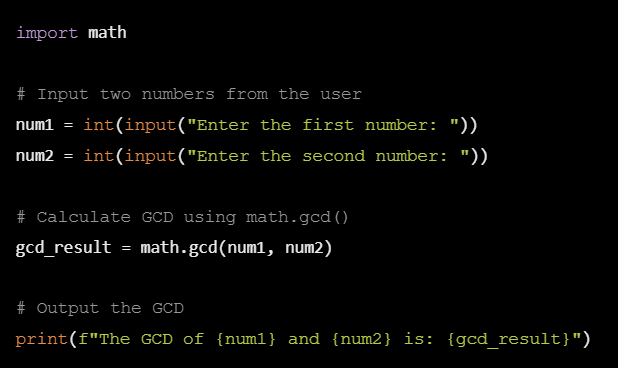 import math
# Input two numbers from the user
num1 = int(input("Enter the first number: "))
num2 = int(input("Enter the second number: "))
# Calculate GCD using math.gcd()
gcd_result = math.gcd(num1, num2)
# Output the GCD
print(f"The GCD of {num1} and {num2} is: {gcd_result}")